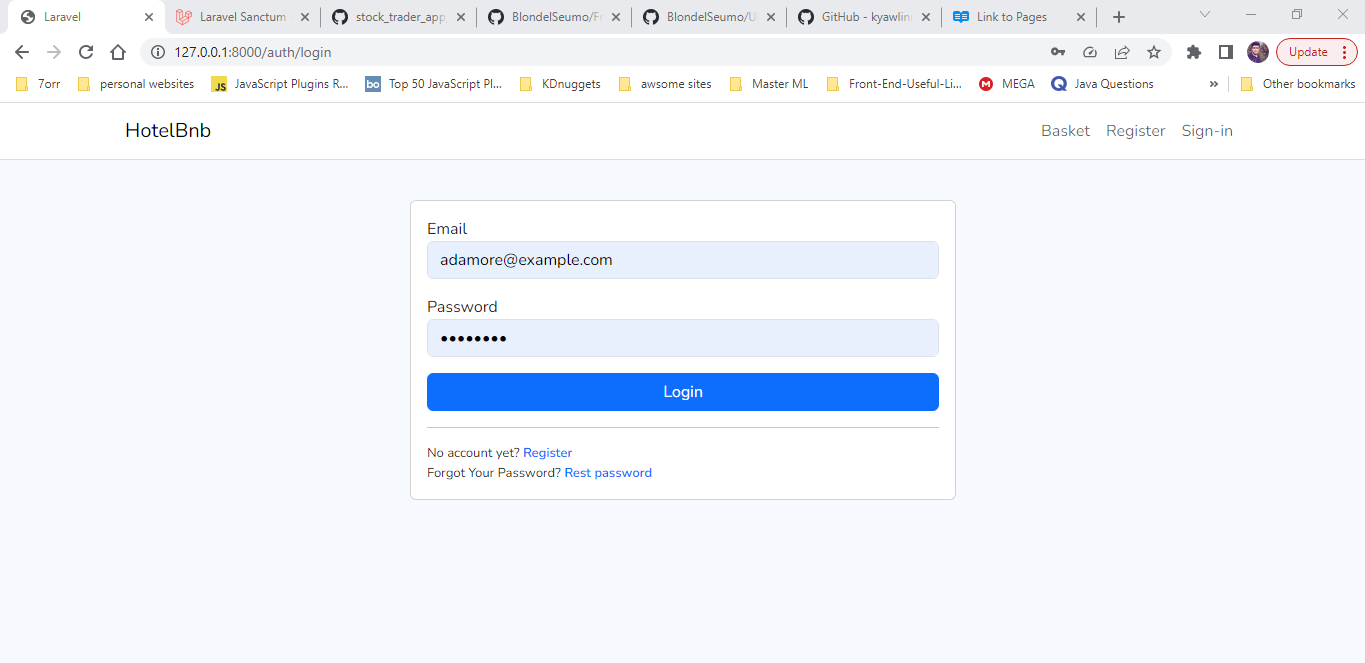 Laravel
Laravel Sanctum
stock_trader_app
BlondelSeumo/F
BlondelSeumo/U
GitHub - kyawlin
Link to Pages
127.0.0.1:8000/auth/login
Update
7orr
personal websites
JS JavaScript Plugins R...
bo Top 50 JavaScript Pl...
KDnuggets
awsome sites
Master ML
Front-End-Useful-Li...
M MEGA
Java Questions
»
Other bookmarks
HotelBnb
Basket Register Sign-in
Email
adamore@example.com
Password
Login
No account yet? Register
Forgot Your Password? Rest password